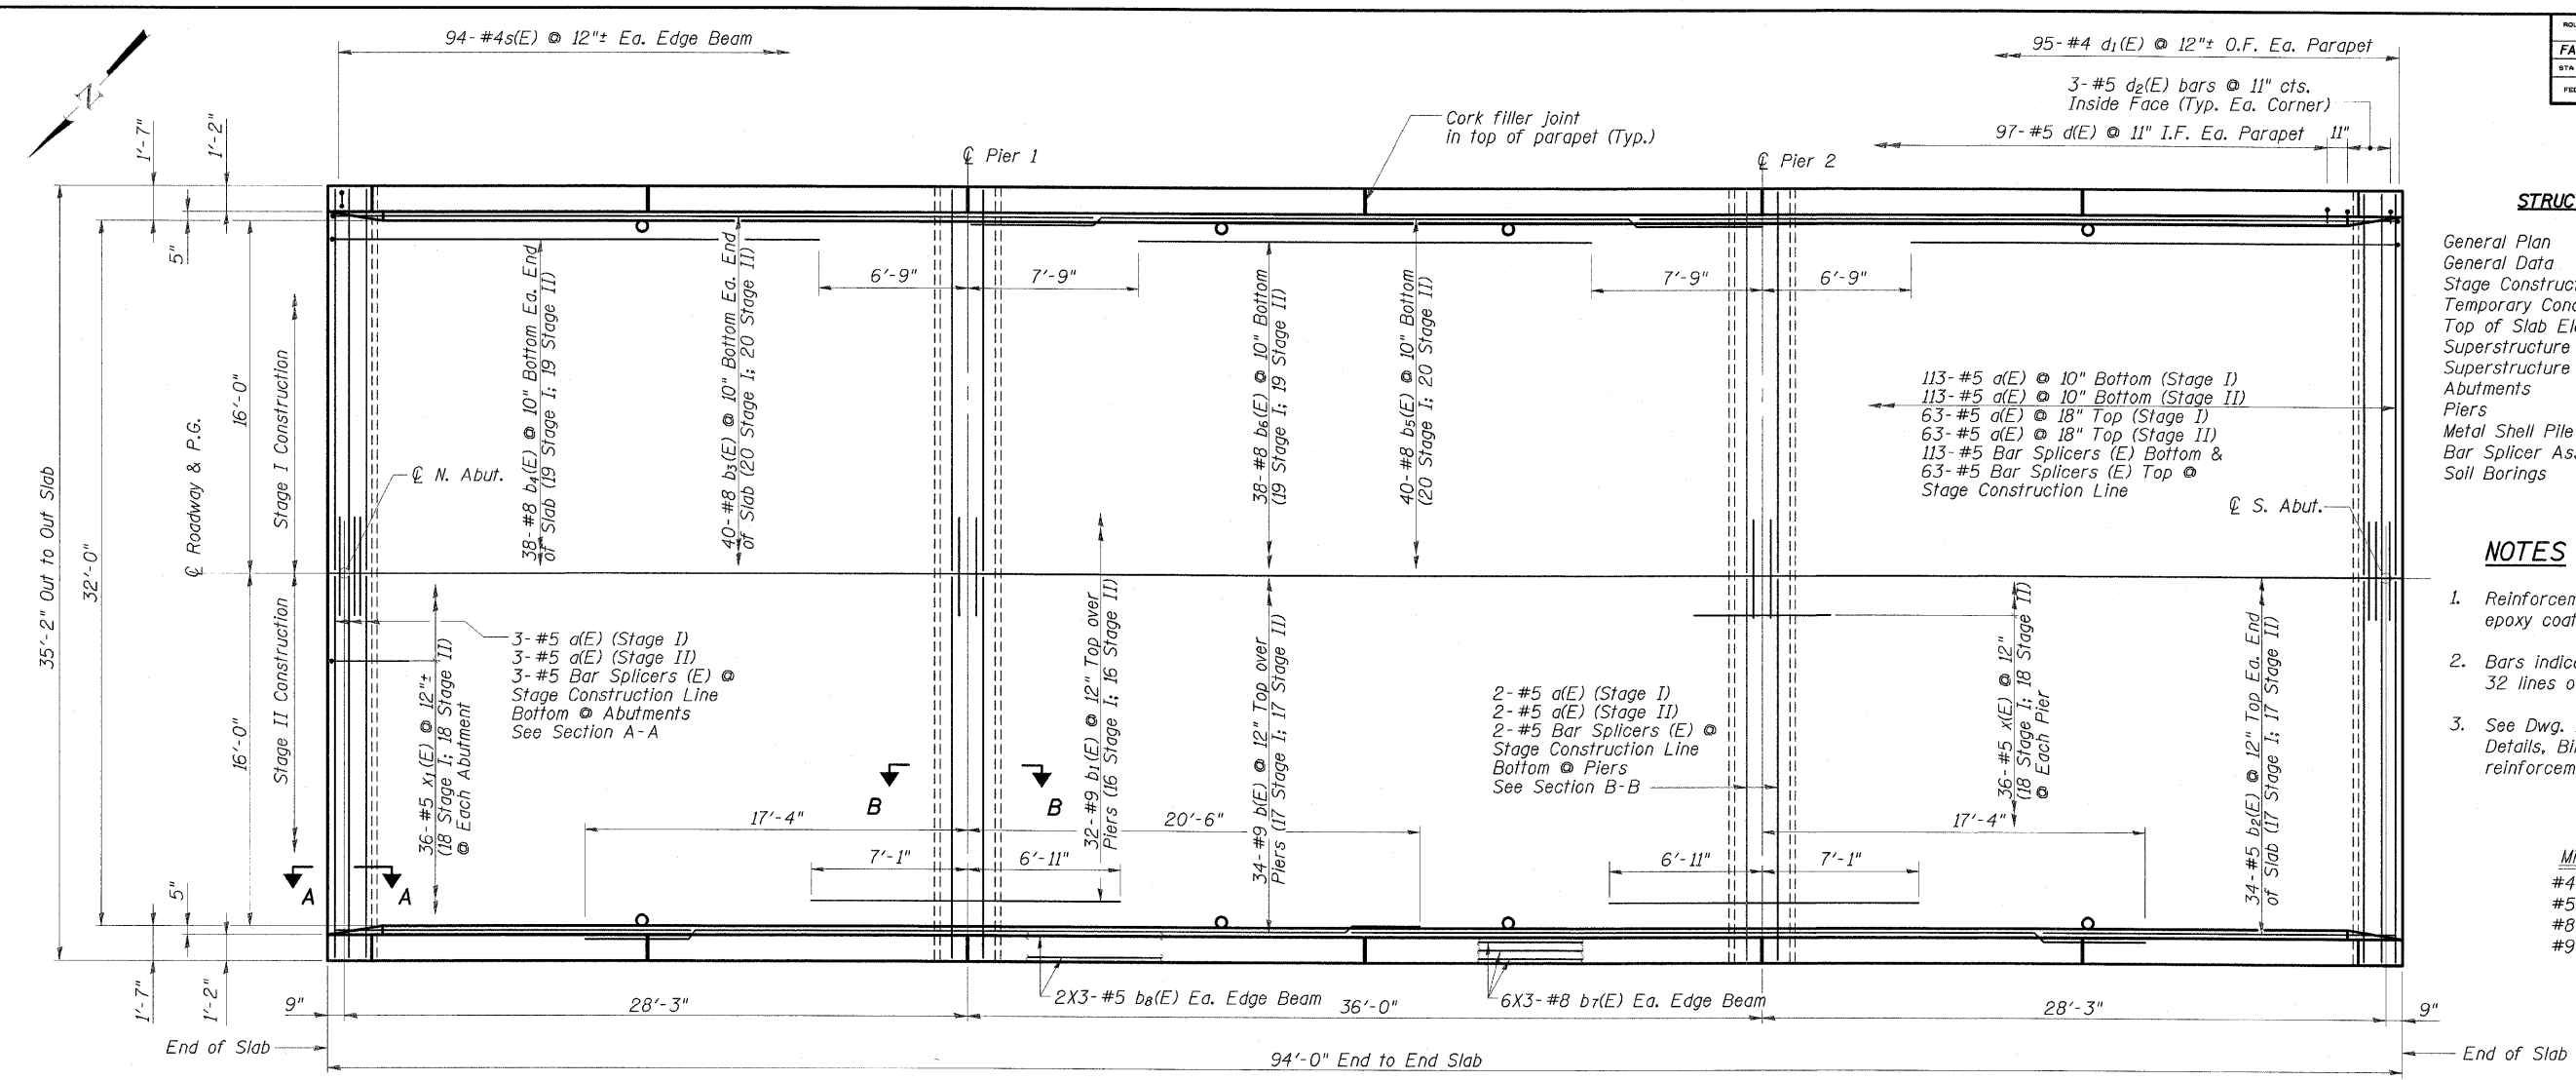 94-#4s(E) @ 12"± Ea. Edge Beam
95-#4 d1(E) @ 12"± O.F. Ea. Parapet
3-#5 d2(E) bars @ 11" cts.
Inside Face (Typ. Ea. Corner)
97-#5 d(E) @ 11" I.F. Ea. Parapet
11"
Cork filler joint
in top of parapet (Typ.)
N
℄ Pier 1
℄ Pier 2
1'-7"
1'-2"
5"
6'-9"
7'-9"
7'-9"
6'-9"
35'-2" Out to Out Slab
32'-0"
℄ Roadway & P.G.
16'-0"
Stage I Construction
16'-0"
Stage II Construction
℄ N. Abut.
℄ S. Abut.
38-#8 b4(E) @ 10" Bottom Ea. End
of Slab (19 Stage I; 19 Stage II)
40-#8 b3(E) @ 10" Bottom Ea. End
of Slab (20 Stage I; 20 Stage II)
38-#8 b6(E) @ 10" Bottom
(19 Stage I; 19 Stage II)
40-#8 b5(E) @ 10" Bottom
(20 Stage I; 20 Stage II)
113-#5 a(E) @ 10" Bottom (Stage I)
113-#5 a(E) @ 10" Bottom (Stage II)
63-#5 a(E) @ 18" Top (Stage I)
63-#5 a(E) @ 18" Top (Stage II)
113-#5 Bar Splicers (E) Bottom &
63-#5 Bar Splicers (E) Top @
Stage Construction Line
36-#5 x1(E) @ 12"±
(18 Stage I; 18 Stage II)
@ Each Abutment
3-#5 a(E) (Stage I)
3-#5 a(E) (Stage II)
3-#5 Bar Splicers (E) @
Stage Construction Line
Bottom @ Abutments
See Section A-A
32-#9 b1(E) @ 12" Top over
Piers (16 Stage I; 16 Stage II)
34-#9 b(E) @ 12" Top over
Piers (17 Stage I; 17 Stage II)
2-#5 a(E) (Stage I)
2-#5 a(E) (Stage II)
2-#5 Bar Splicers (E) @
Stage Construction Line
Bottom @ Piers
See Section B-B
36-#5 x(E) @ 12"
(18 Stage I; 18 Stage II)
@ Each Pier
34-#5 b2(E) @ 12" Top Ea. End
of Slab (17 Stage I; 17 Stage II)
B
B
A
A
17'-4"
20'-6"
17'-4"
7'-1"
6'-11"
6'-11"
7'-1"
5"
1'-7"
1'-2"
2X3-#5 b8(E) Ea. Edge Beam
6X3-#8 b7(E) Ea. Edge Beam
9"
28'-3"
36'-0"
28'-3"
9"
End of Slab
94'-0" End to End Slab
End of Slab
FA
STA
FED
STRUC
General Plan
General Data
Stage Construc
Temporary Conc
Top of Slab El
Superstructure
Superstructure
Abutments
Piers
Metal Shell Pile
Bar Splicer Ass
Soil Borings
NOTES
1. Reinforcem
epoxy coat
2. Bars indica
32 lines o
3. See Dwg.
Details, Bil
reinforcem
Mi
#4
#5
#8
#9